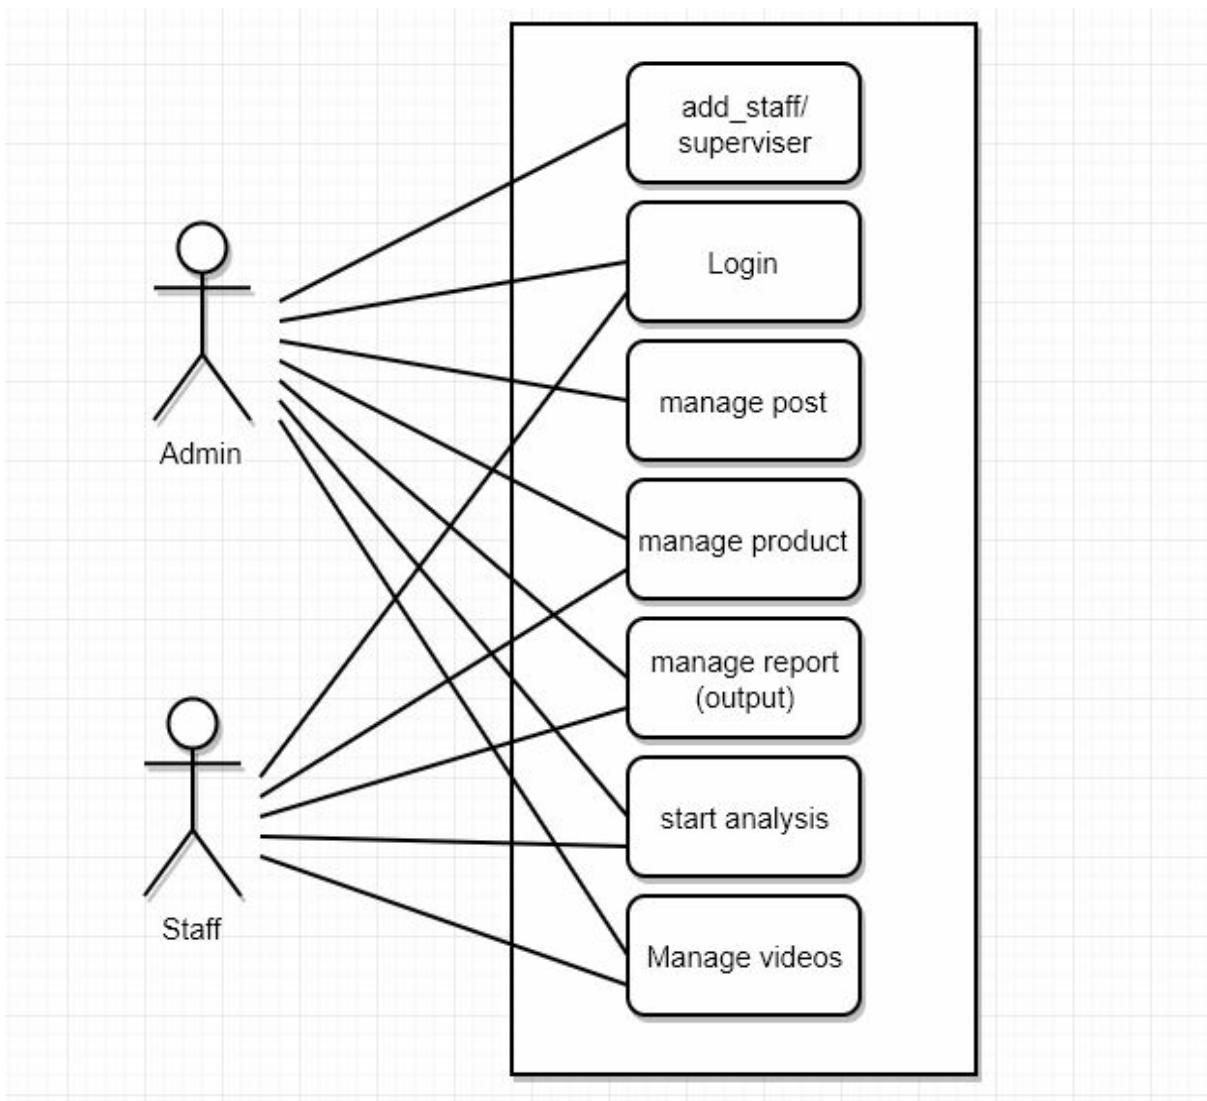 add_staff/
superviser
Login
manage post
Admin
manage product
manage report
(output)
start analysis
Staff
Manage videos